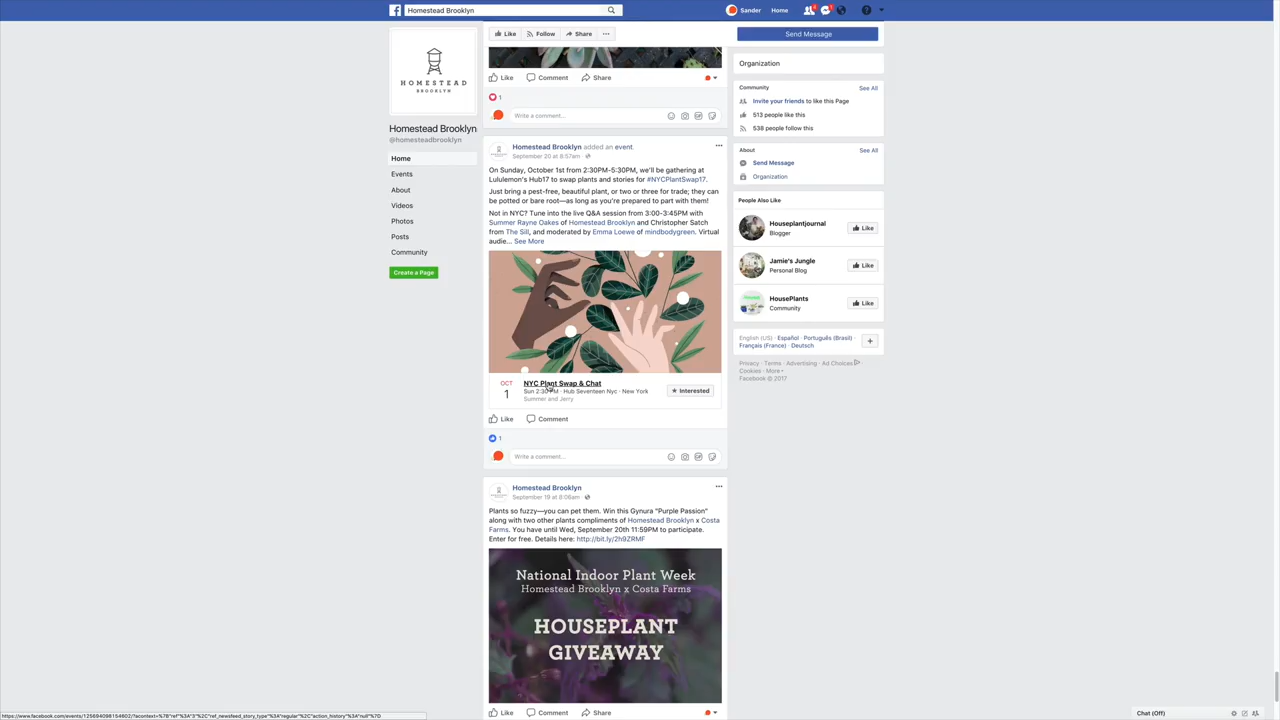 Homestead Brooklyn
Sander
Home
HOMESTEAD
BROOKLYN
Homestead Brooklyn
@homesteadbrooklyn
Home
Events
About
Videos
Photos
Posts
Community
Create a Page
Like Follow Share ...
Like Comment Share
1
Write a comment...
Homestead Brooklyn added an event.
September 20 at 8:57am ·
On Sunday, October 1st from 2:30PM-5:30PM, we'll be gathering at
Lululemon's Hub17 to swap plants and stories for #NYCPlantSwap17.
Just bring a pest-free, beautiful plant, or two or three for trade; they can
be potted or bare root—as long as you're prepared to part with them!
Not in NYC? Tune into the live Q&A session from 3:00-3:45PM with
Summer Rayne Oakes of Homestead Brooklyn and Christopher Satch
from The Sill, and moderated by Emma Loewe of mindbodygreen. Virtual
audie... See More
OCT
1
NYC Plant Swap & Chat
Sun 2:30 PM · Hub Seventeen Nyc · New York
Summer and Jerry
Interested
Like Comment
1
Write a comment...
Homestead Brooklyn
September 19 at 8:08am ·
Plants so fuzzy—you can pet them. Win this Gynura "Purple Passion"
along with two other plants compliments of Homestead Brooklyn x Costa
Farms. You have until Wed, September 20th 11:59PM to participate.
Enter for free. Details here: http://bit.ly/2h9ZRMF
National Indoor Plant Week
Homestead Brooklyn x Costa Farms
HOUSEPLANT
GIVEAWAY
Like Comment Share
Send Message
Organization
Community See All
Invite your friends to like this Page
513 people like this
538 people follow this
About See All
Send Message
Organization
People Also Like
Houseplantjournal
Blogger
Like
Jamie's Jungle
Personal Blog
Like
HousePlants
Community
Like
English (US) · Español · Português (Brasil) ·
Français (France) · Deutsch
Privacy · Terms · Advertising · Ad Choices ·
Cookies · More
Facebook © 2017
Chat (Off)